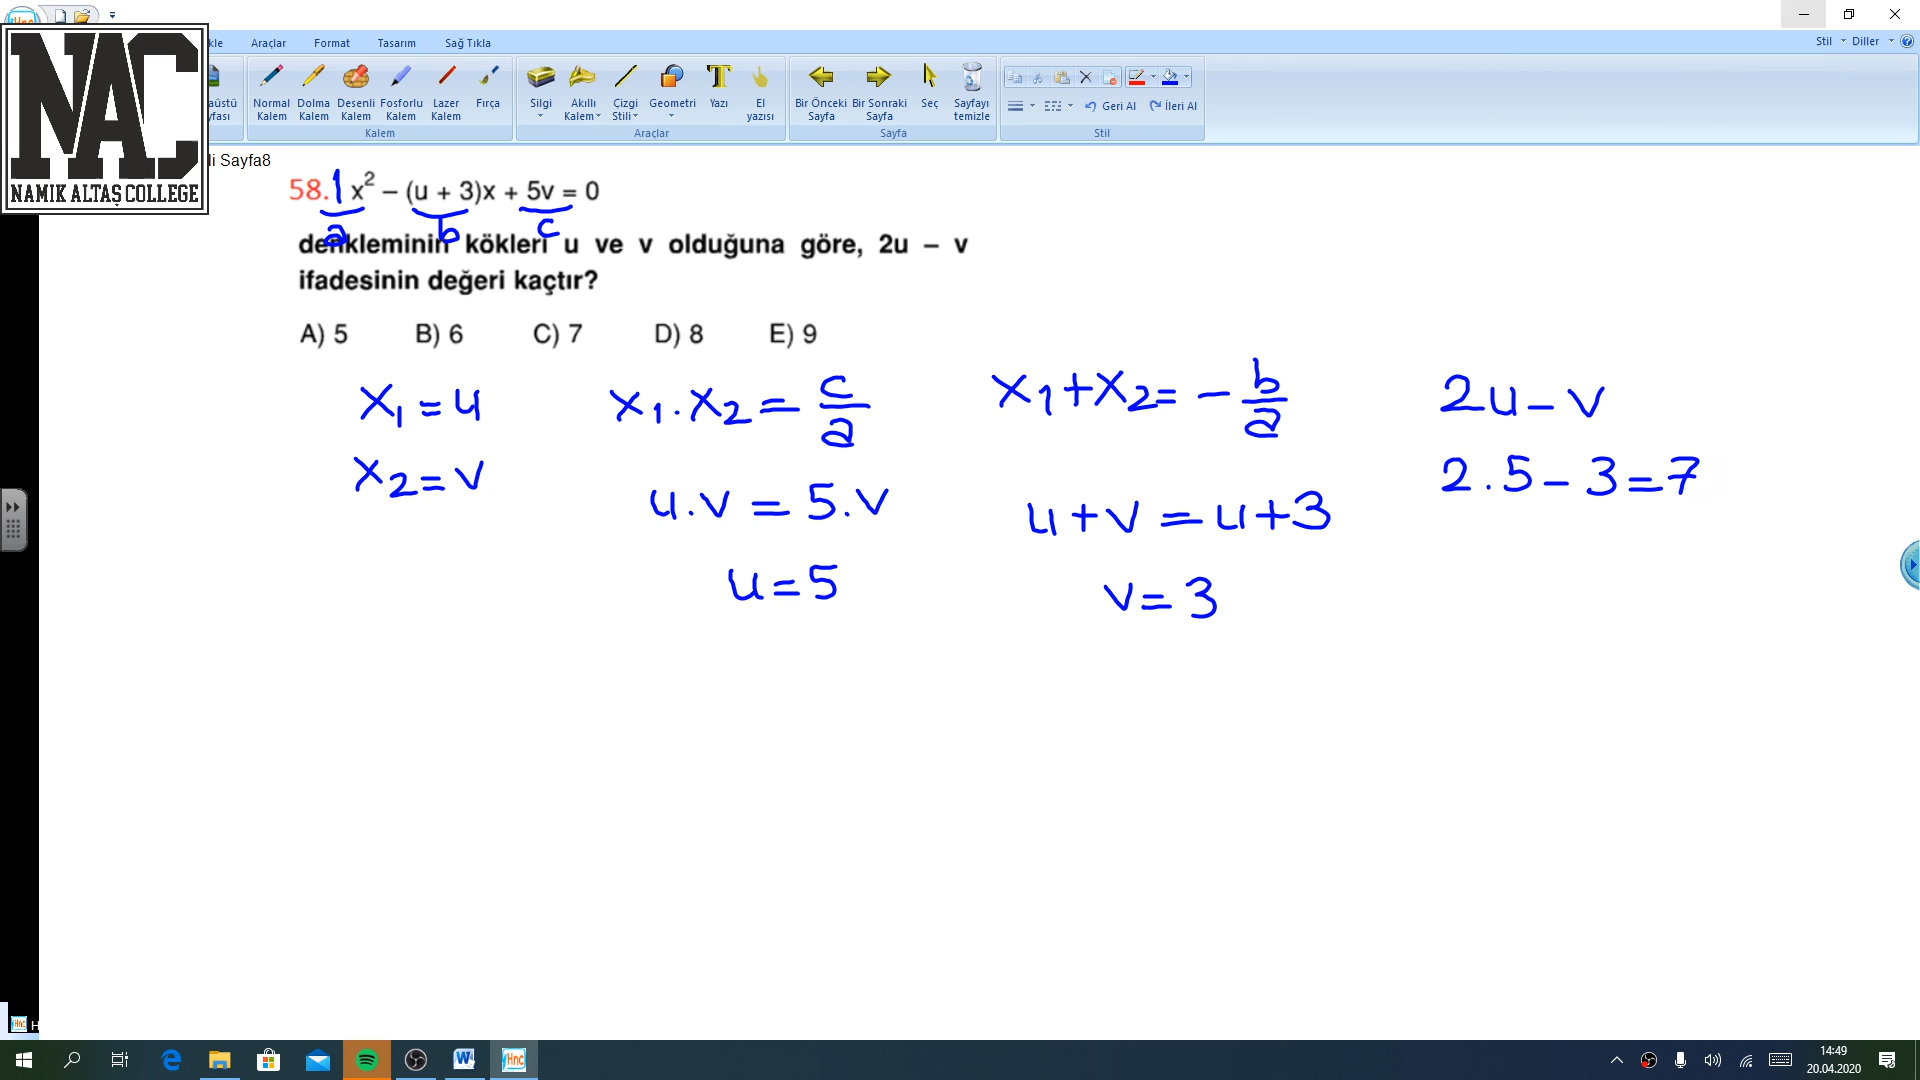 Araçlar Format Tasarım Sağ Tıkla Stil Diller
NAC
NAMIK ALTAŞ COLLEGE
Normal Kalem
Dolma Kalem
Desenli Kalem
Fosforlu Kalem
Lazer Kalem
Fırça
Silgi
Akıllı Kalem
Çizgi Stili
Geometri
Yazı
El yazısı
Bir Önceki Sayfa
Bir Sonraki Sayfa
Seç
Sayfayı temizle
Geri Al
İleri Al
Kalem Araçlar Sayfa Stil
Sayfa8
58. 1x² – (u + 3)x + 5v = 0
a b c
denkleminin kökleri u ve v olduğuna göre, 2u – v
ifadesinin değeri kaçtır?
A) 5 B) 6 C) 7 D) 8 E) 9
x₁ = u
x₂ = v
x₁ . x₂ = c/a
u . v = 5 . v
u = 5
x₁ + x₂ = – b/a
u + v = u + 3
v = 3
2u – v
2 . 5 – 3 = 7
14:49
20.04.2020